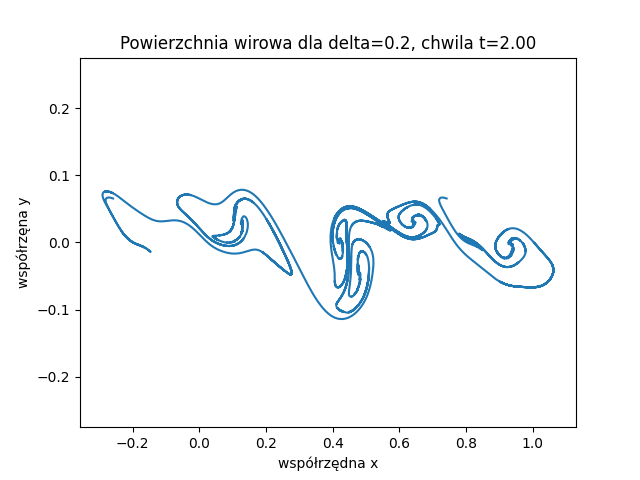 Powierzchnia wirowa dla delta=0.2, chwila t=2.00
współrzęna y
0.2
0.1
0.0
−0.1
−0.2
−0.2 0.0 0.2 0.4 0.6 0.8 1.0
współrzędna x